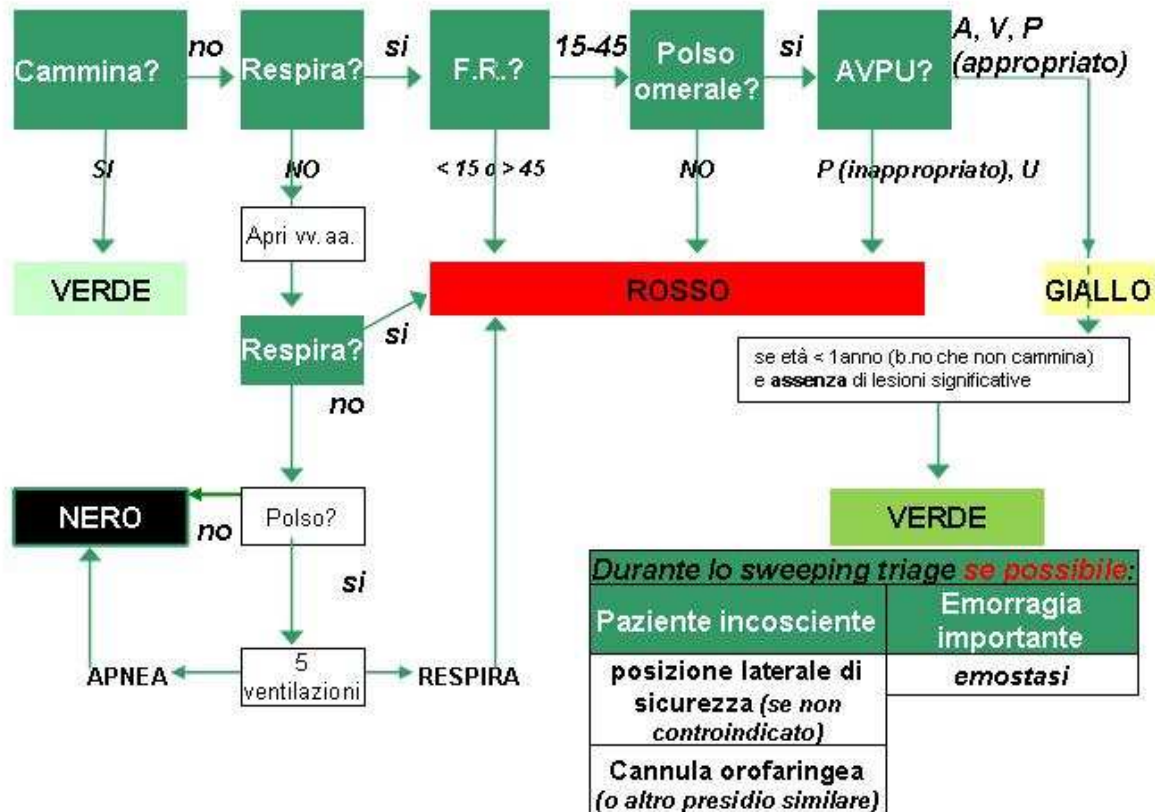 Cammina?
no
Respira?
si
F.R.?
15-45
Polso
omerale?
si
AVPU?
A, V, P
(appropriato)
SI
NO
< 15 o > 45
NO
P (inappropriato), U
Apri vv. aa.
VERDE
ROSSO
GIALLO
Respira?
si
no
se età < 1anno (b.no che non cammina)
e assenza di lesioni significative
NERO
no
Polso?
si
VERDE
APNEA
5
ventilazioni
RESPIRA
Durante lo sweeping triage se possibile:
Paziente incosciente
Emorragia
importante
posizione laterale di
sicurezza (se non
controindicato)
emostasi
Cannula orofaringea
(o altro presidio similare)